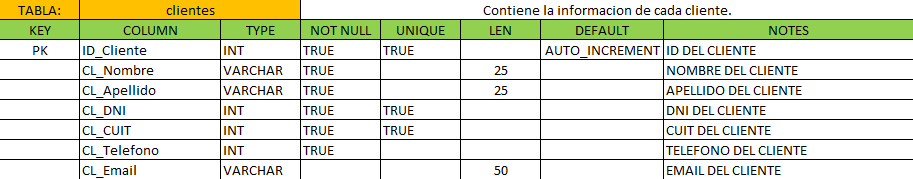 TABLA: clientes Contiene la informacion de cada cliente.
KEY COLUMN TYPE NOT NULL UNIQUE LEN DEFAULT NOTES
PK ID_Cliente INT TRUE TRUE AUTO_INCREMENT ID DEL CLIENTE
CL_Nombre VARCHAR TRUE 25 NOMBRE DEL CLIENTE
CL_Apellido VARCHAR TRUE 25 APELLIDO DEL CLIENTE
CL_DNI INT TRUE TRUE DNI DEL CLIENTE
CL_CUIT INT TRUE TRUE CUIT DEL CLIENTE
CL_Telefono INT TRUE TELEFONO DEL CLIENTE
CL_Email VARCHAR 50 EMAIL DEL CLIENTE